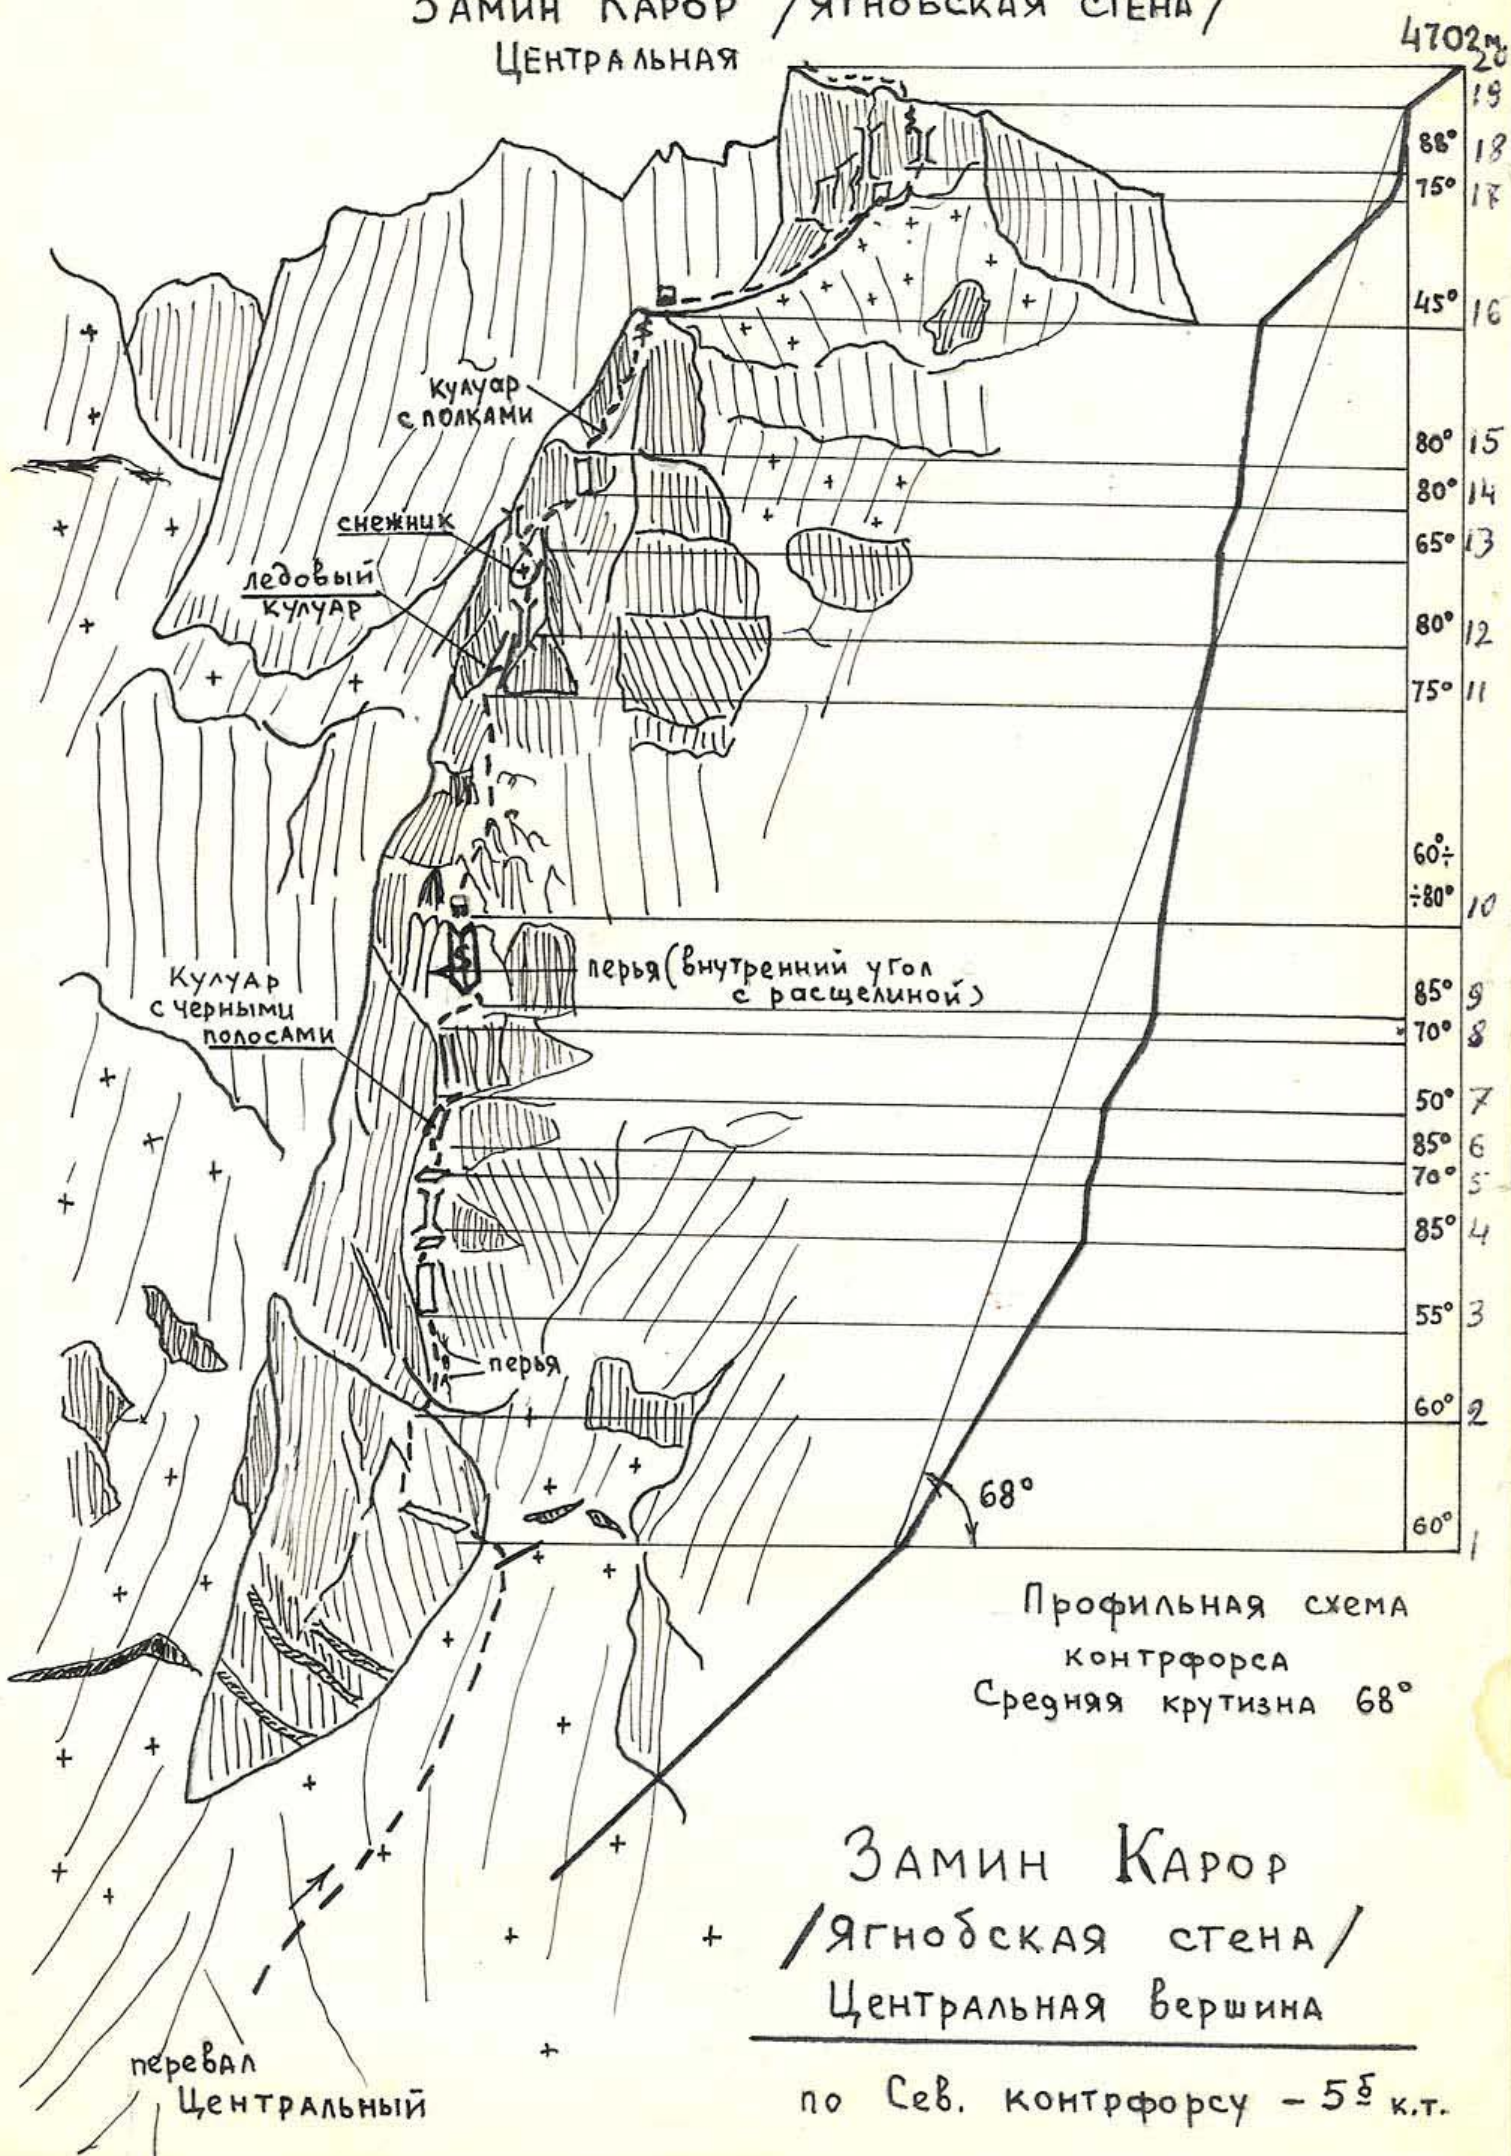 ЗАМИН КАРОР /ЯГНОБСКАЯ СТЕНА/
ЦЕНТРАЛЬНАЯ
4702м.
20
19
88° 18
75° 17
45° 16
кулуар
с полками
80° 15
80° 14
снежник
65° 13
ледовый
кулуар
80° 12
75° 11
60°÷
÷80° 10
перья (внутренний угол
с расщелиной)
Кулуар
с черными
полосами
85° 9
70° 8
50° 7
85° 6
70° 5
85° 4
55° 3
перья
60° 2
68°
60° 1
Профильная схема
контрфорса
Средняя крутизна 68°
Замин Карор
/Ягнобская стена/
Центральная вершина
перевал
Центральный
по Сев. контрфорсу - 5б к.т.